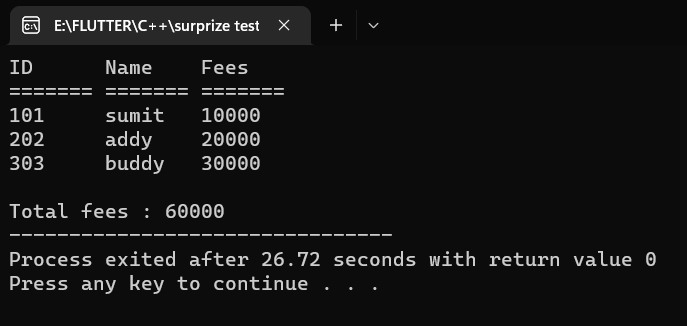 E:\FLUTTER\C++\surprize test
ID      Name    Fees
======= ======= =======
101     sumit   10000
202     addy    20000
303     buddy   30000
Total fees : 60000
--------------------------------
Process exited after 26.72 seconds with return value 0
Press any key to continue . . .